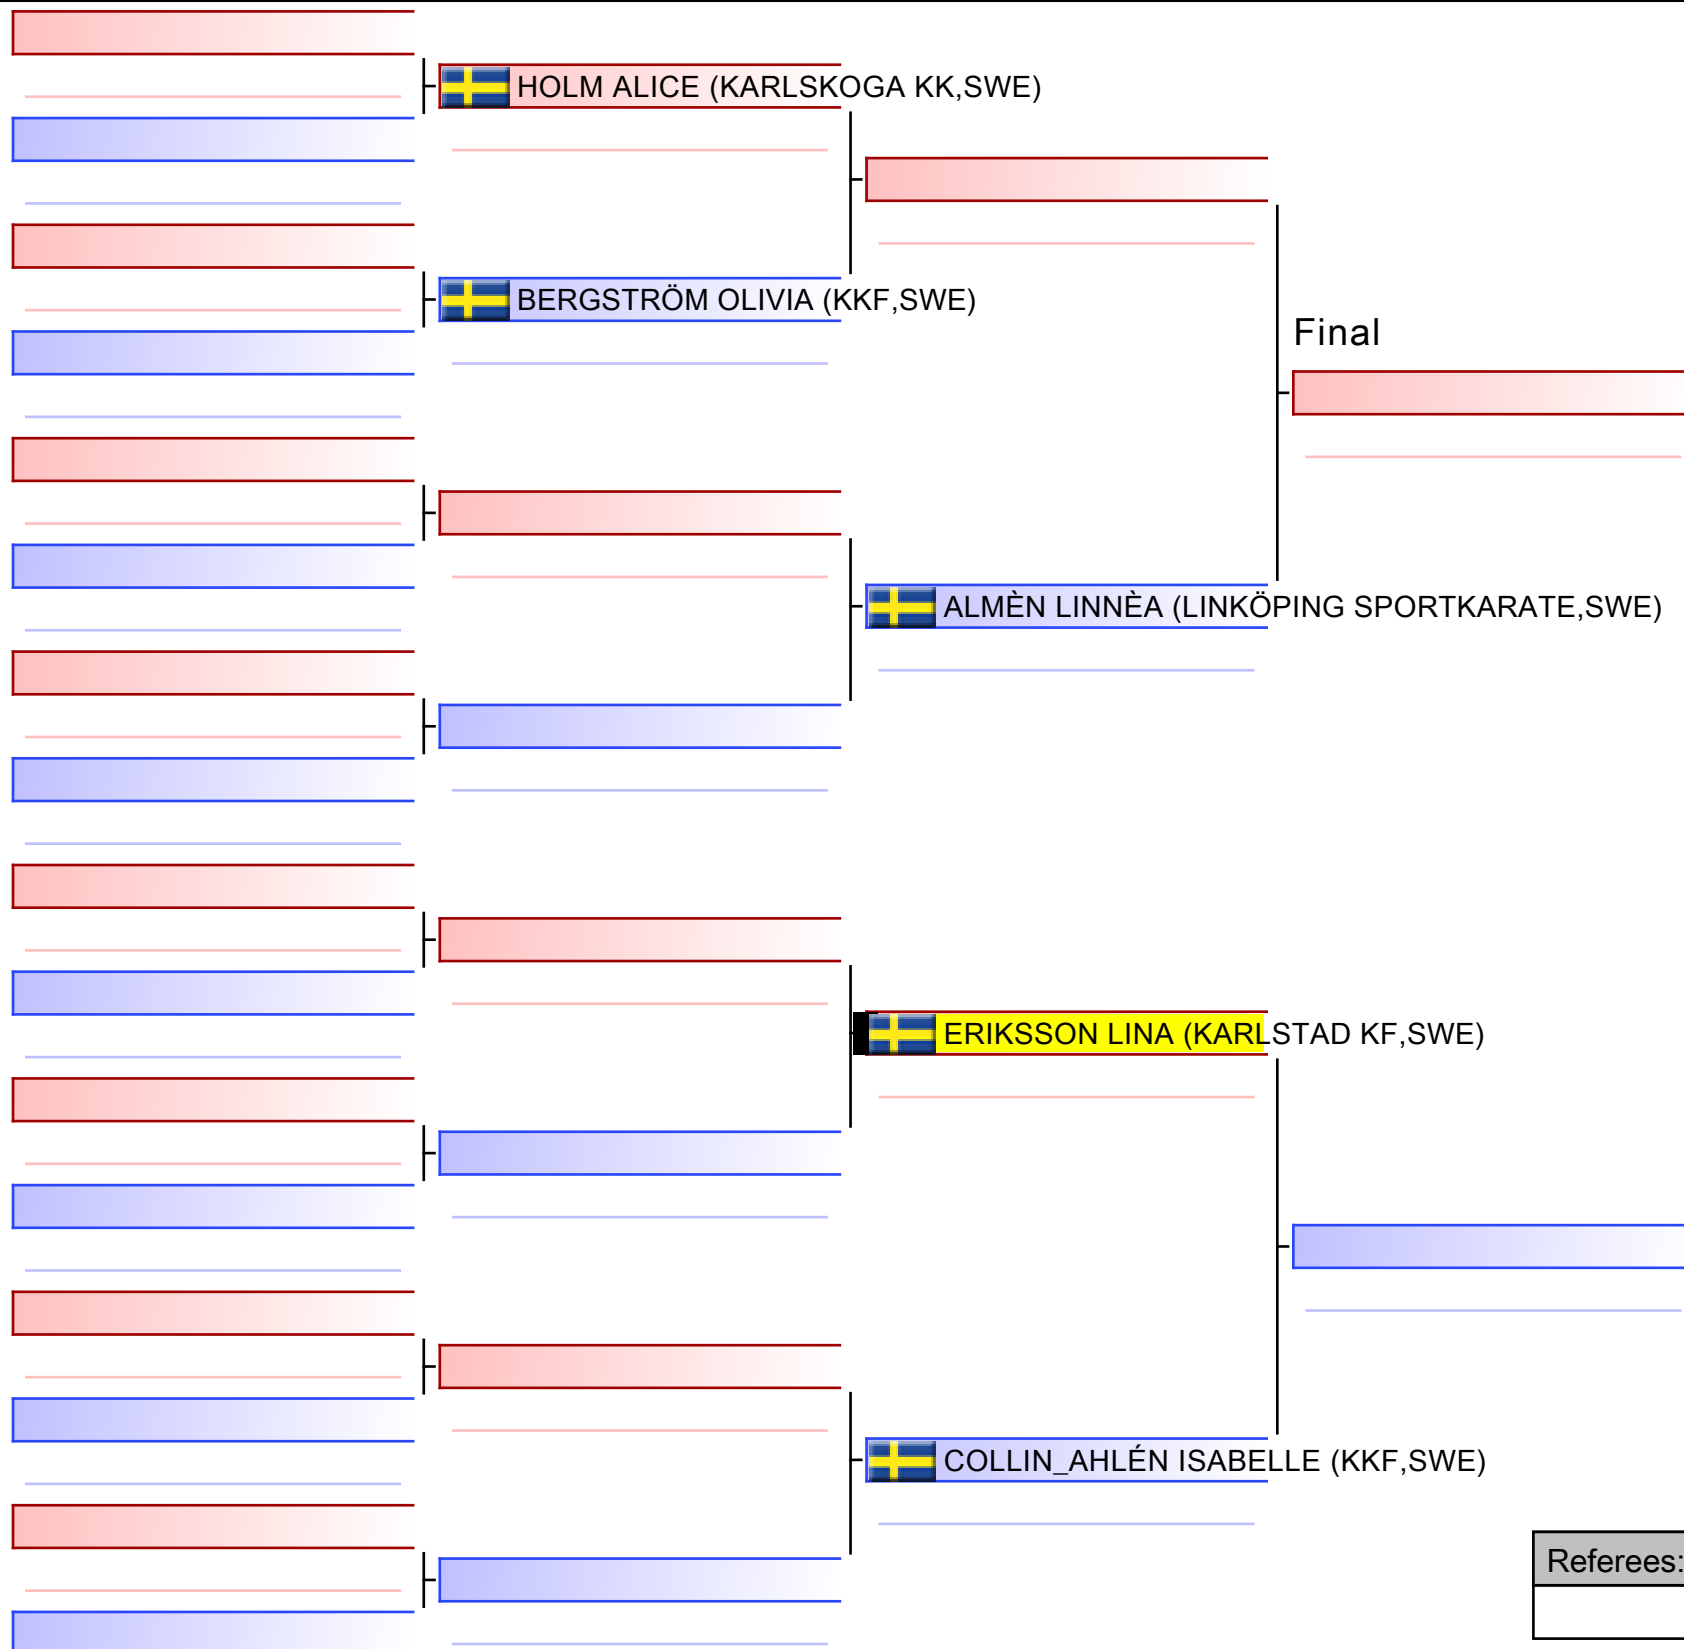 HOLM ALICE (KARLSKOGA KK,SWE)
BERGSTRÖM OLIVIA (KKF,SWE)
Final
ALMÈN LINNÈA (LINKÖPING SPORTKARATE,SWE)
ERIKSSON LINA (KARLSTAD KF,SWE)
COLLIN_AHLÉN ISABELLE (KKF,SWE)
Referees: